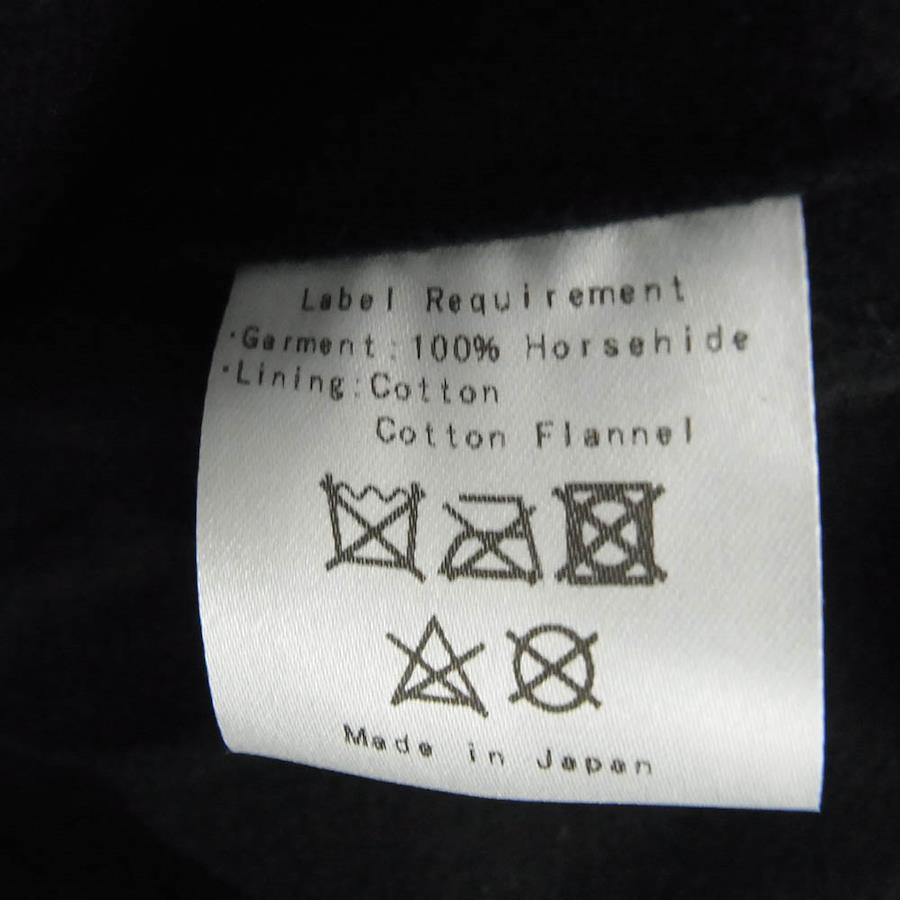 Label Requirement
·Garment:100% Horsehide
·Lining:Cotton
Cotton Flannel
Made in Japan